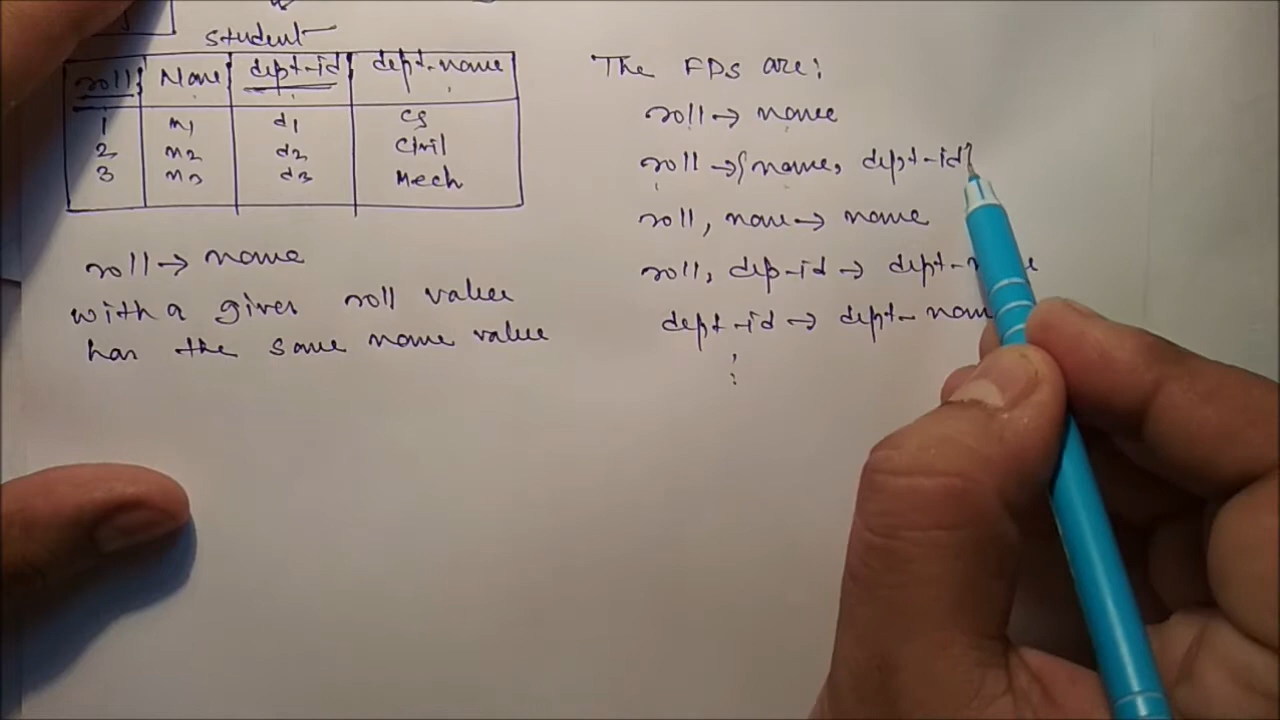 student
roll Name dept-id dept-name
1 n1 d1 CS
2 n2 d2 Civil
3 n3 d3 Mech
roll → name
with a given roll value
has the same name value
The FDs are:
roll → name
roll → {name, dept-id}
roll, name → name
roll, dep-id → dept-
dept-id → dept-nam